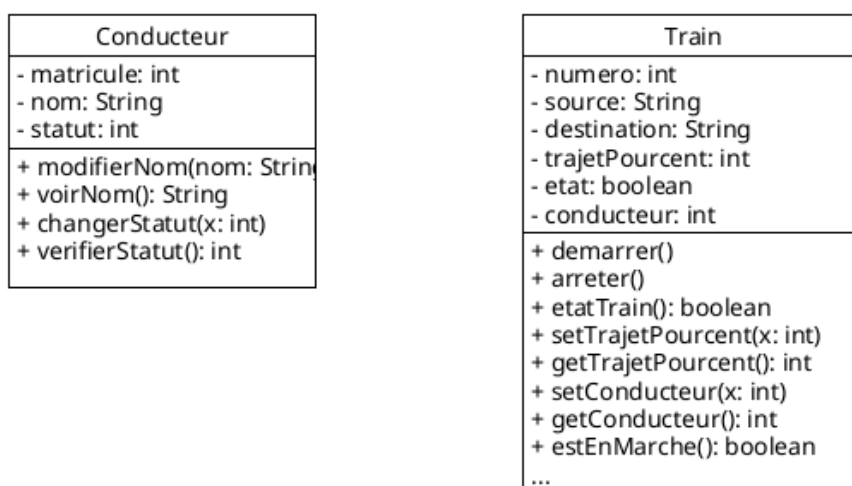 Conducteur
- matricule: int
- nom: String
- statut: int
+ modifierNom(nom: String
+ voirNom(): String
+ changerStatut(x: int)
+ verifierStatut(): int
Train
- numero: int
- source: String
- destination: String
- trajetPourcent: int
- etat: boolean
- conducteur: int
+ demarrer()
+ arreter()
+ etatTrain(): boolean
+ setTrajetPourcent(x: int)
+ getTrajetPourcent(): int
+ setConducteur(x: int)
+ getConducteur(): int
+ estEnMarche(): boolean
...